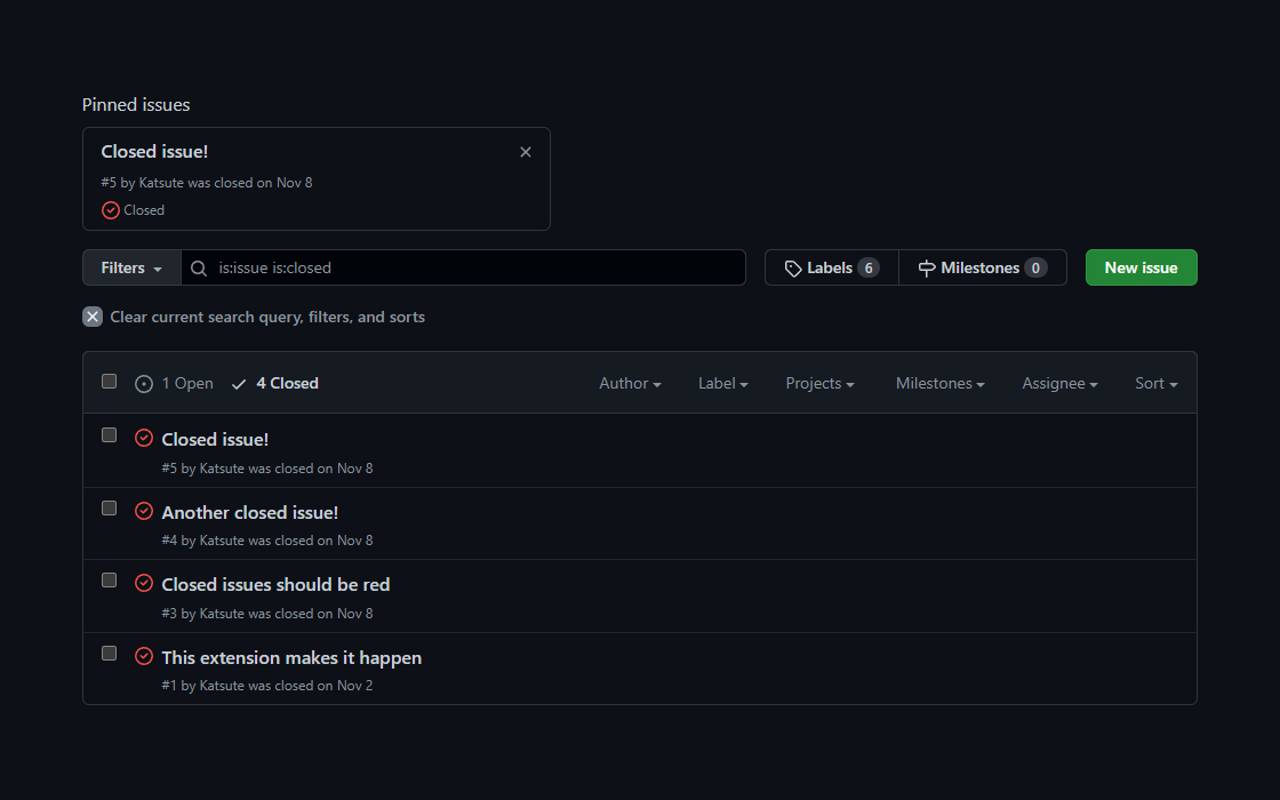 Pinned issues
Closed issue!
#5 by Katsute was closed on Nov 8
Closed
Filters is:issue is:closed Labels 6 Milestones 0 New issue
Clear current search query, filters, and sorts
1 Open 4 Closed Author Label Projects Milestones Assignee Sort
Closed issue!
#5 by Katsute was closed on Nov 8
Another closed issue!
#4 by Katsute was closed on Nov 8
Closed issues should be red
#3 by Katsute was closed on Nov 8
This extension makes it happen
#1 by Katsute was closed on Nov 2